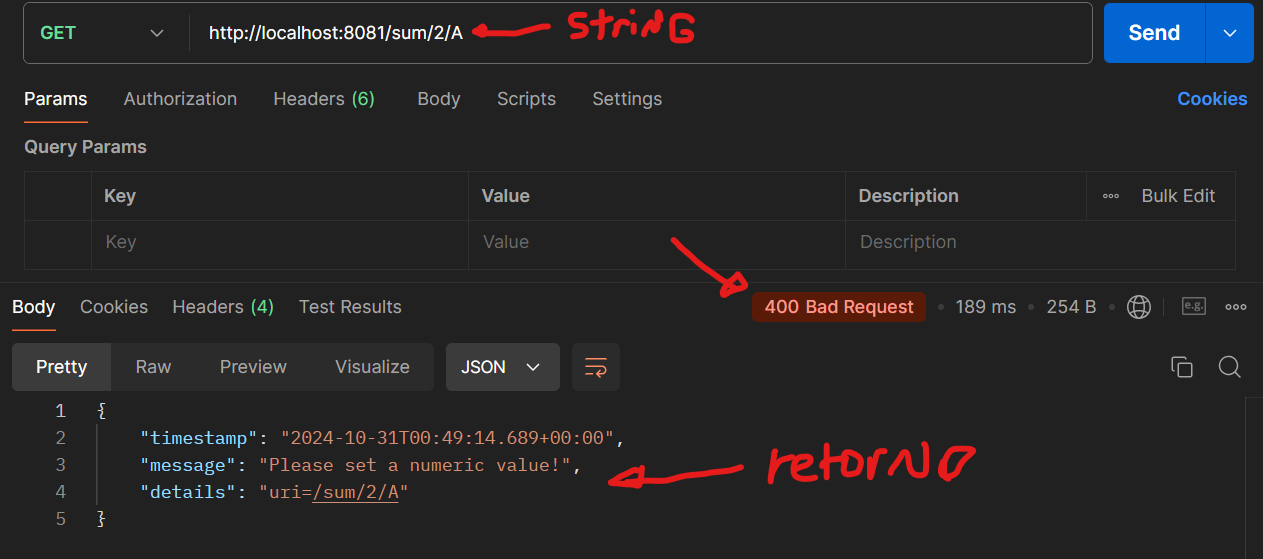 GET http://localhost:8081/sum/2/A StriNG Send
Params Authorization Headers (6) Body Scripts Settings Cookies
Query Params
Key Value Description Bulk Edit
Key Value Description
Body Cookies Headers (4) Test Results 400 Bad Request • 189 ms • 254 B • e.g.
Pretty Raw Preview Visualize JSON
1 {
2 "timestamp": "2024-10-31T00:49:14.689+00:00",
3 "message": "Please set a numeric value!",
retorNO
4 "details": "uri=/sum/2/A"
5 }